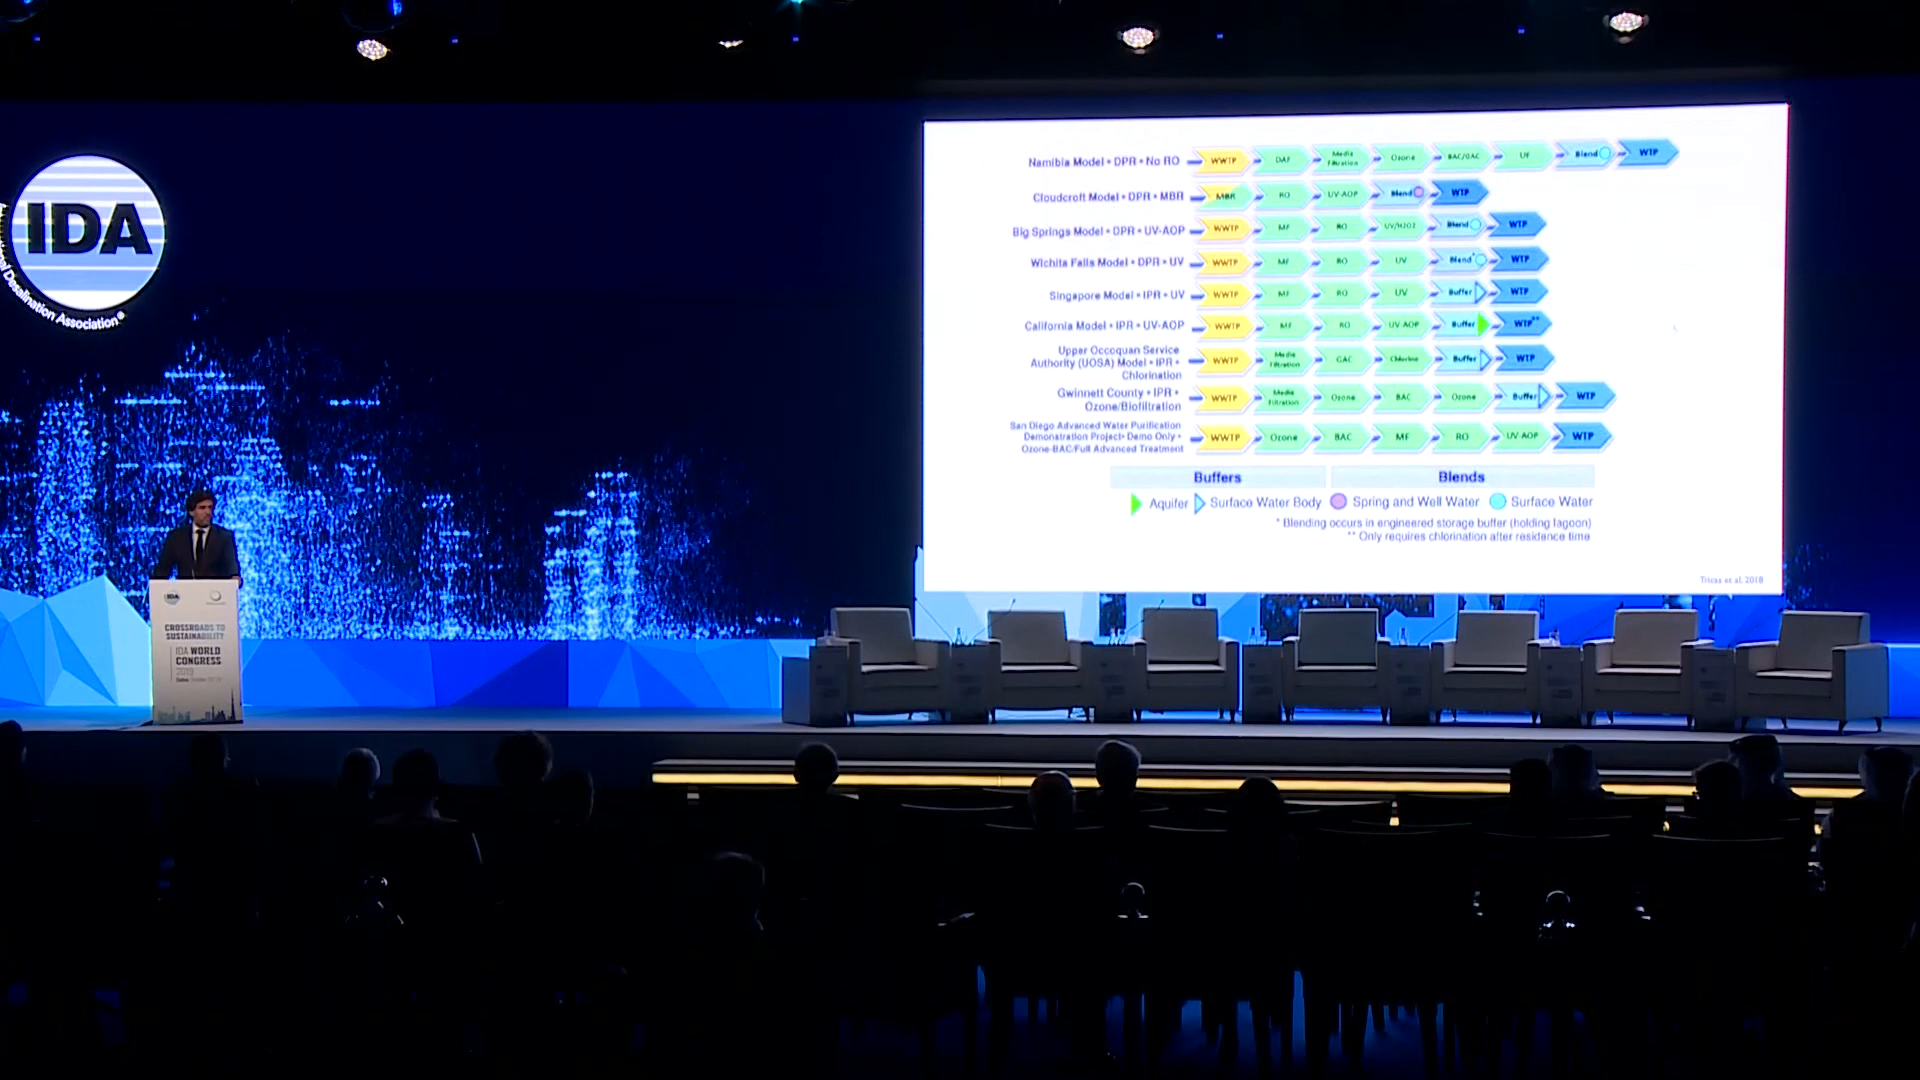 IDA
Desalination Association®
Namibia Model • DPR • No RO
WWTP DAF Media Filtration Ozone BAC/GAC UF Blend WTP
Cloudcroft Model • DPR • MBR
MBR RO UV-AOP Blend WTP
Big Springs Model • DPR • UV-AOP
WWTP MF RO UV/H2O2 Blend WTP
Wichita Falls Model • DPR • UV
WWTP MF RO UV Blend* WTP
Singapore Model • IPR • UV
WWTP MF RO UV Buffer WTP
California Model • IPR • UV-AOP
WWTP MF RO UV-AOP Buffer WTP**
Upper Occoquan Service
Authority (UOSA) Model • IPR •
Chlorination
WWTP Media Filtration GAC Chlorine Buffer WTP
Gwinnett County • IPR •
Ozone/Biofiltration
WWTP Media Filtration Ozone BAC Ozone Buffer WTP
San Diego Advanced Water Purification
Demonstration Project• Demo Only •
Ozone-BAC/Full Advanced Treatment
WWTP Ozone BAC MF RO UV-AOP WTP
Buffers Blends
Aquifer Surface Water Body Spring and Well Water Surface Water
* Blending occurs in engineered storage buffer (holding lagoon)
** Only requires chlorination after residence time
Tricas et al, 2018
IDA
CROSSROADS TO
SUSTAINABILITY
IDA WORLD
CONGRESS
2019